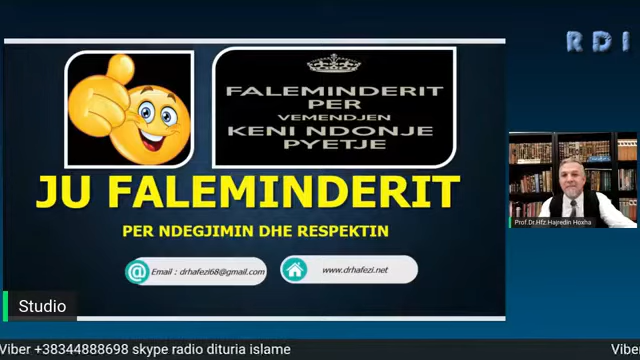 RDI
FALEMINDERIT
PER
VEMENDJEN
KENI NDONJE
PYETJE
JU FALEMINDERIT
PER NDEGJIMIN DHE RESPEKTIN
Email : drhafezi68@gmail.com
www.drhafezi.net
Prof.Dr.Hfz.Hajredin Hoxha
Studio
Viber +38344888698 skype radio dituria islame
Vibe